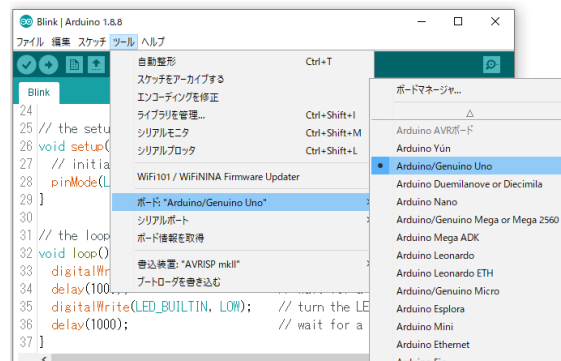 Blink | Arduino 1.8.8
ファイル 編集 スケッチ ツール ヘルプ
Blink
24
25 // the setu
26 void setup(
27 // initia
28 pinMode(L
29 }
30
31 // the loop
32 void loop()
33 digitalWr
34 delay(100
35 digitalWrite(LED_BUILTIN, LOW); // turn the LE
36 delay(1000); // wait for a
37 }
自動整形 Ctrl+T
スケッチをアーカイブする
エンコーディングを修正
ライブラリを管理... Ctrl+Shift+I
シリアルモニタ Ctrl+Shift+M
シリアルプロッタ Ctrl+Shift+L
WiFi101 / WiFiNINA Firmware Updater
ボード: "Arduino/Genuino Uno"
シリアルポート
ボード情報を取得
書込装置: "AVRISP mkII"
ブートローダを書き込む
ボードマネージャ...
Arduino AVRボード
Arduino Yún
Arduino/Genuino Uno
Arduino Duemilanove or Diecimila
Arduino Nano
Arduino/Genuino Mega or Mega 2560
Arduino Mega ADK
Arduino Leonardo
Arduino Leonardo ETH
Arduino/Genuino Micro
Arduino Esplora
Arduino Mini
Arduino Ethernet